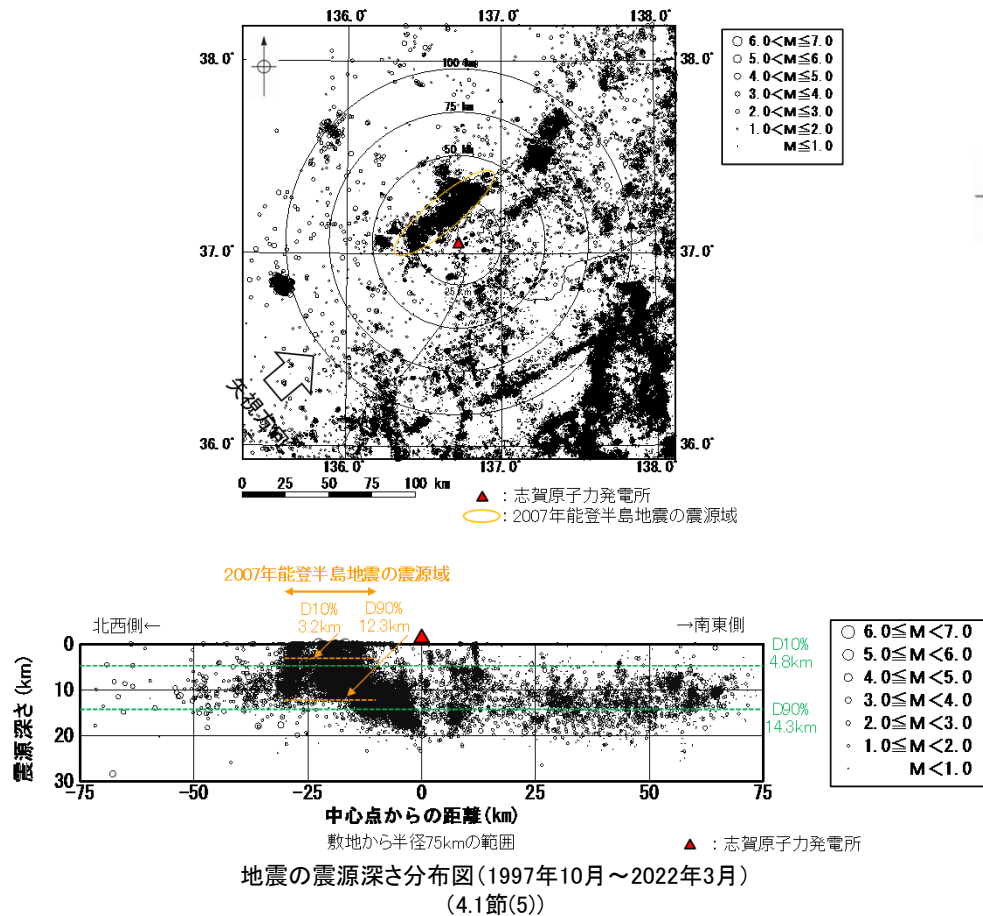 136.0°
137.0°
138.0°
38.0°
38.0°
37.0°
37.0°
36.0°
36.0°
100 km
75 km
50 km
25 km
矢視方向
136.0°
137.0°
138.0°
6.0<M≦7.0
5.0<M≦6.0
4.0<M≦5.0
3.0<M≦4.0
2.0<M≦3.0
1.0<M≦2.0
M≦1.0
0 25 50 75 100 km
▲ : 志賀原子力発電所
: 2007年能登半島地震の震源域
2007年能登半島地震の震源域
D10%
3.2km
D90%
12.3km
北西側←
→南東側
D10%
4.8km
D90%
14.3km
震源深さ(km)
0
10
20
30
-75 -50 -25 0 25 50 75
中心点からの距離(km)
敷地から半径75kmの範囲
▲ : 志賀原子力発電所
6.0≦M<7.0
5.0≦M<6.0
4.0≦M<5.0
3.0≦M<4.0
2.0≦M<3.0
1.0≦M<2.0
M<1.0
地震の震源深さ分布図(1997年10月～2022年3月)
(4.1節(5))